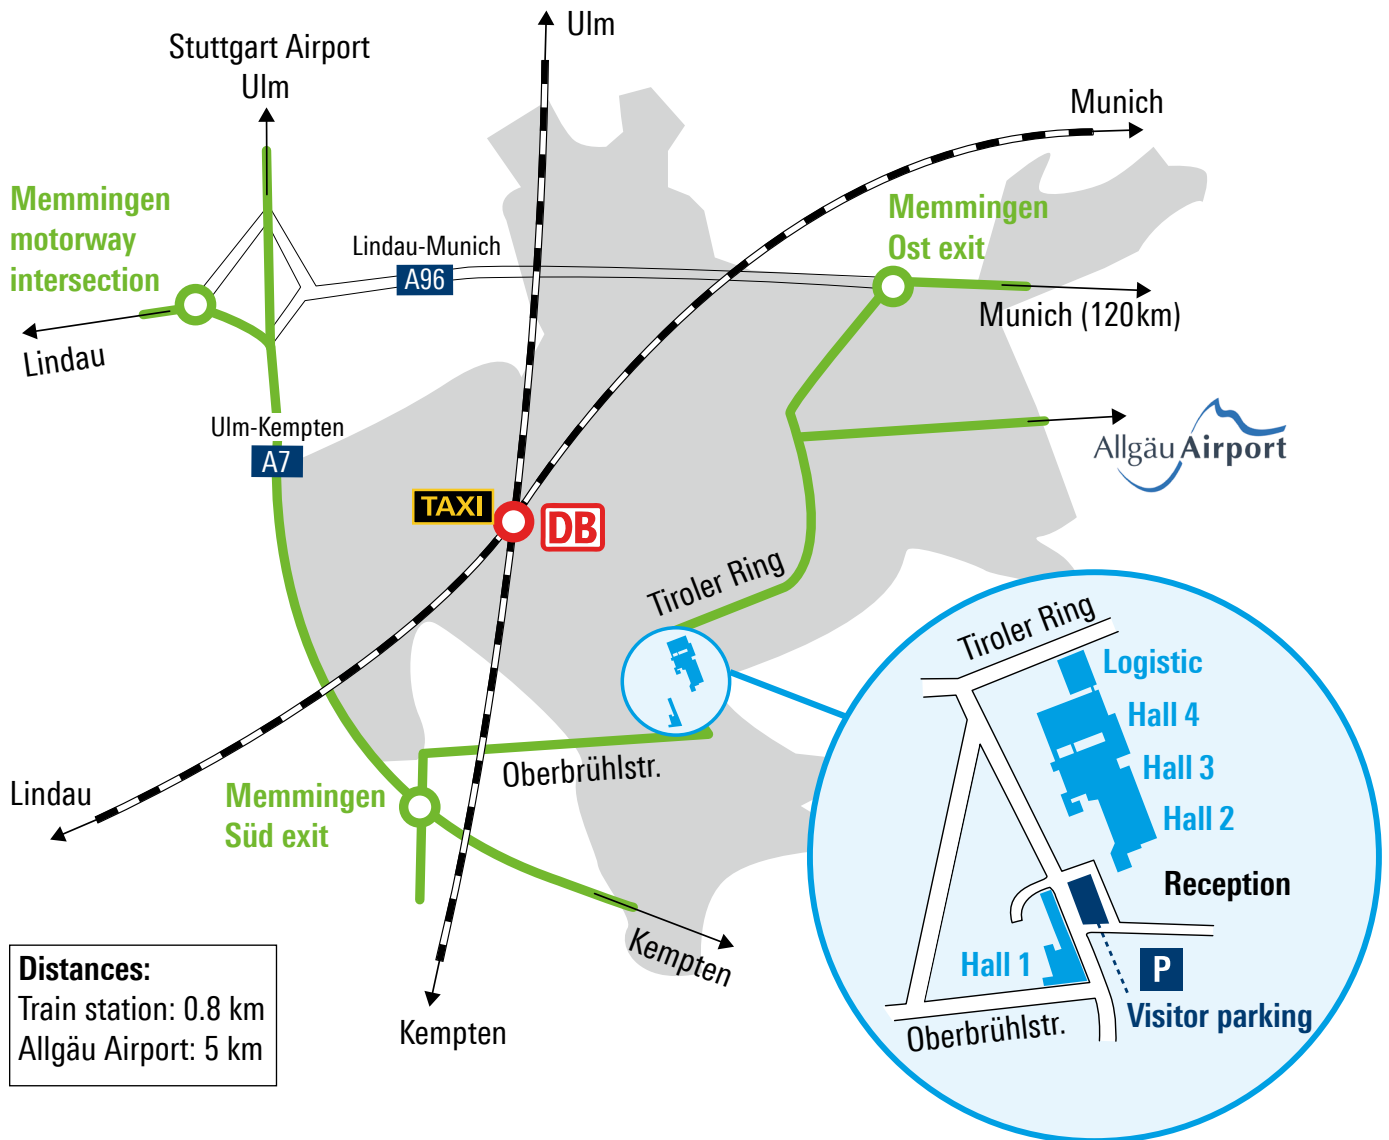 Ulm
Stuttgart Airport
Ulm
Munich
Memmingen
motorway
intersection
Memmingen
Ost exit
Lindau-Munich
A96
Munich (120 km)
Lindau
Ulm-Kempten
A7
Allgäu Airport
TAXI
DB
Tiroler Ring
Tiroler Ring
Logistic
Hall 4
Hall 3
Hall 2
Oberbrühlstr.
Lindau
Memmingen
Süd exit
Reception
Kempten
Hall 1
P
Visitor parking
Oberbrühlstr.
Kempten
Distances:
Train station: 0.8 km
Allgäu Airport: 5 km